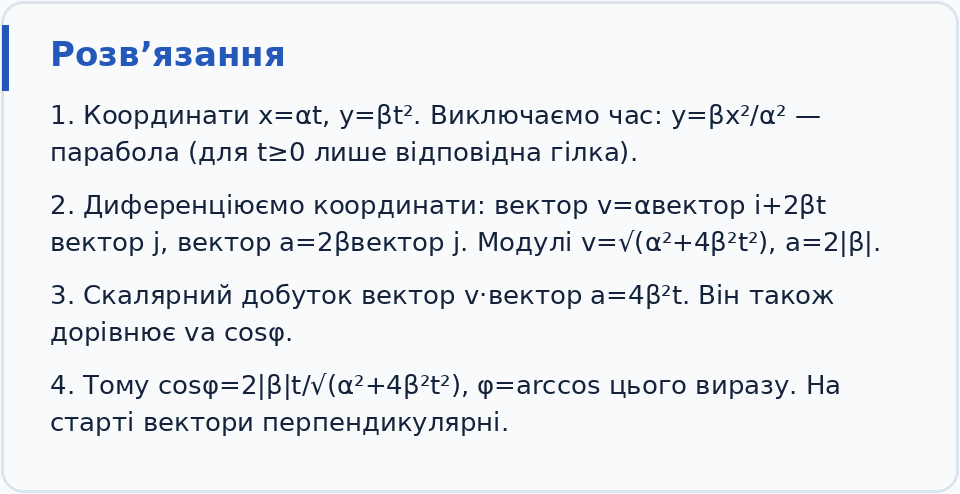 Розв’язання
1. Координати x=αt, y=βt². Виключаємо час: y=βx²/α² —
парабола (для t≥0 лише відповідна гілка).
2. Диференціюємо координати: вектор v=αвектор i+2βt
вектор j, вектор a=2βвектор j. Модулі v=√(α²+4β²t²), a=2|β|.
3. Скалярний добуток вектор v·вектор a=4β²t. Він також
дорівнює va cosφ.
4. Тому cosφ=2|β|t/√(α²+4β²t²), φ=arccos цього виразу. На
старті вектори перпендикулярні.